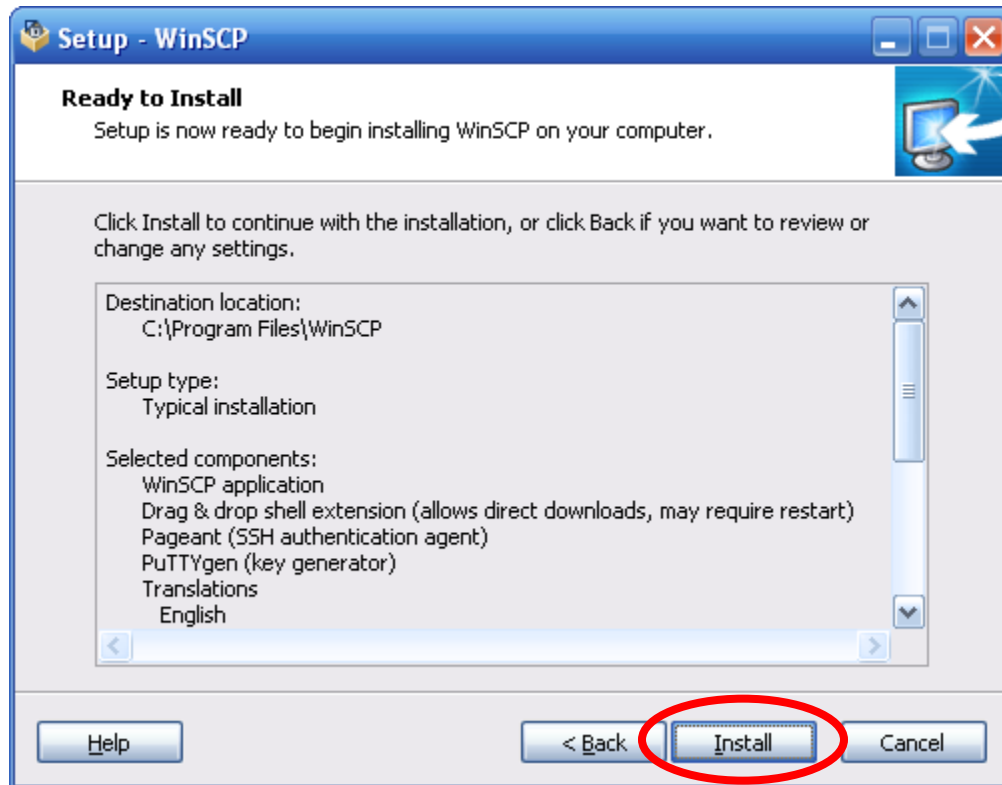 Setup - WinSCP
Ready to Install
Setup is now ready to begin installing WinSCP on your computer.
Click Install to continue with the installation, or click Back if you want to review or
change any settings.
Destination location:
C:\Program Files\WinSCP
Setup type:
Typical installation
Selected components:
WinSCP application
Drag & drop shell extension (allows direct downloads, may require restart)
Pageant (SSH authentication agent)
PuTTYgen (key generator)
Translations
English
Help < Back Install Cancel